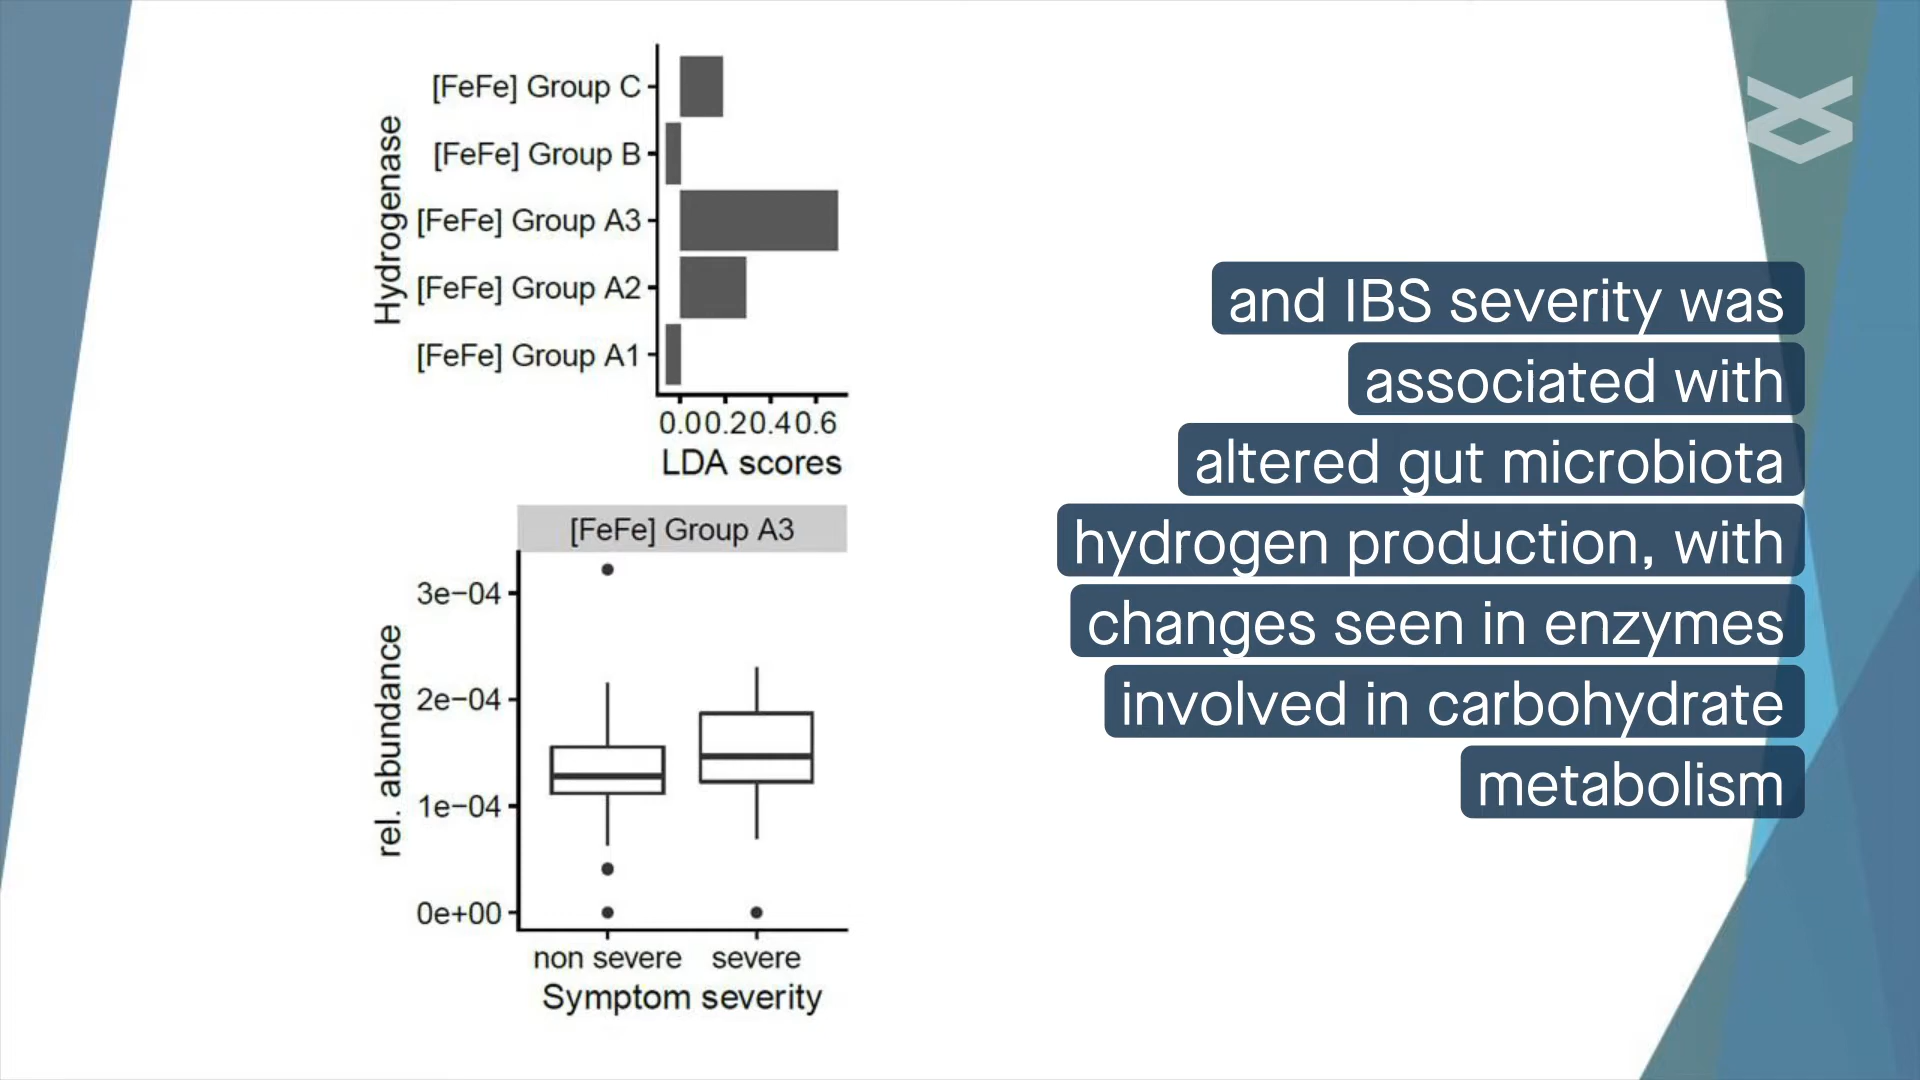 Hydrogenase
[FeFe] Group C
[FeFe] Group B
[FeFe] Group A3
[FeFe] Group A2
[FeFe] Group A1
0.0 0.2 0.4 0.6
LDA scores
[FeFe] Group A3
rel. abundance
3e−04
2e−04
1e−04
0e+00
non severe severe
Symptom severity
and IBS severity was
associated with
altered gut microbiota
hydrogen production, with
changes seen in enzymes
involved in carbohydrate
metabolism